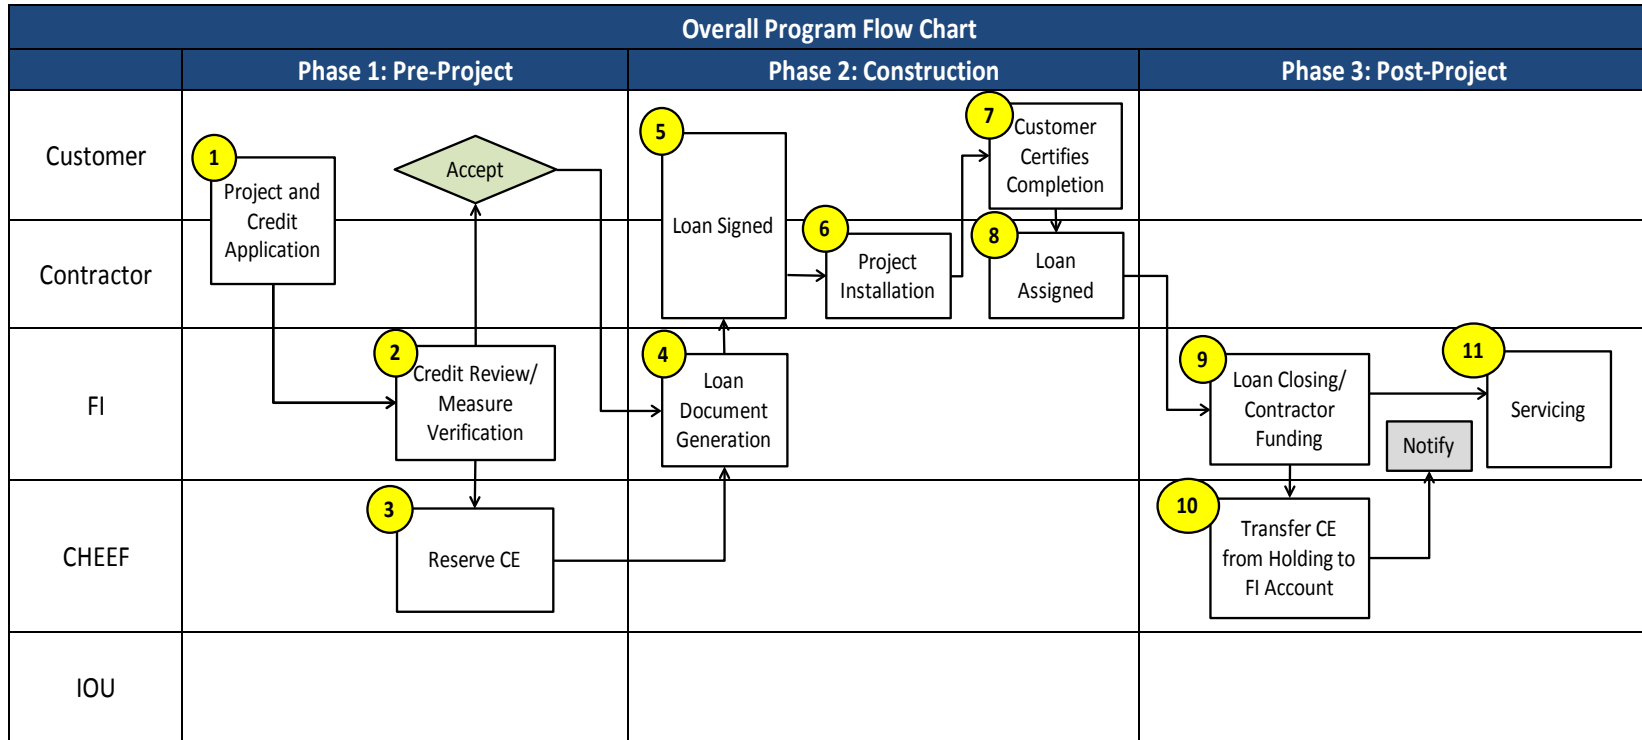 Overall Program Flow Chart
Phase 1: Pre-Project
Phase 2: Construction
Phase 3: Post-Project
Customer
1
Project and
Credit
Application
Accept
5
Loan Signed
7
Customer
Certifies
Completion
Contractor
6
Project
Installation
8
Loan
Assigned
FI
2
Credit Review/
Measure
Verification
4
Loan
Document
Generation
9
Loan Closing/
Contractor
Funding
Notify
11
Servicing
CHEEF
3
Reserve CE
10
Transfer CE
from Holding to
FI Account
IOU